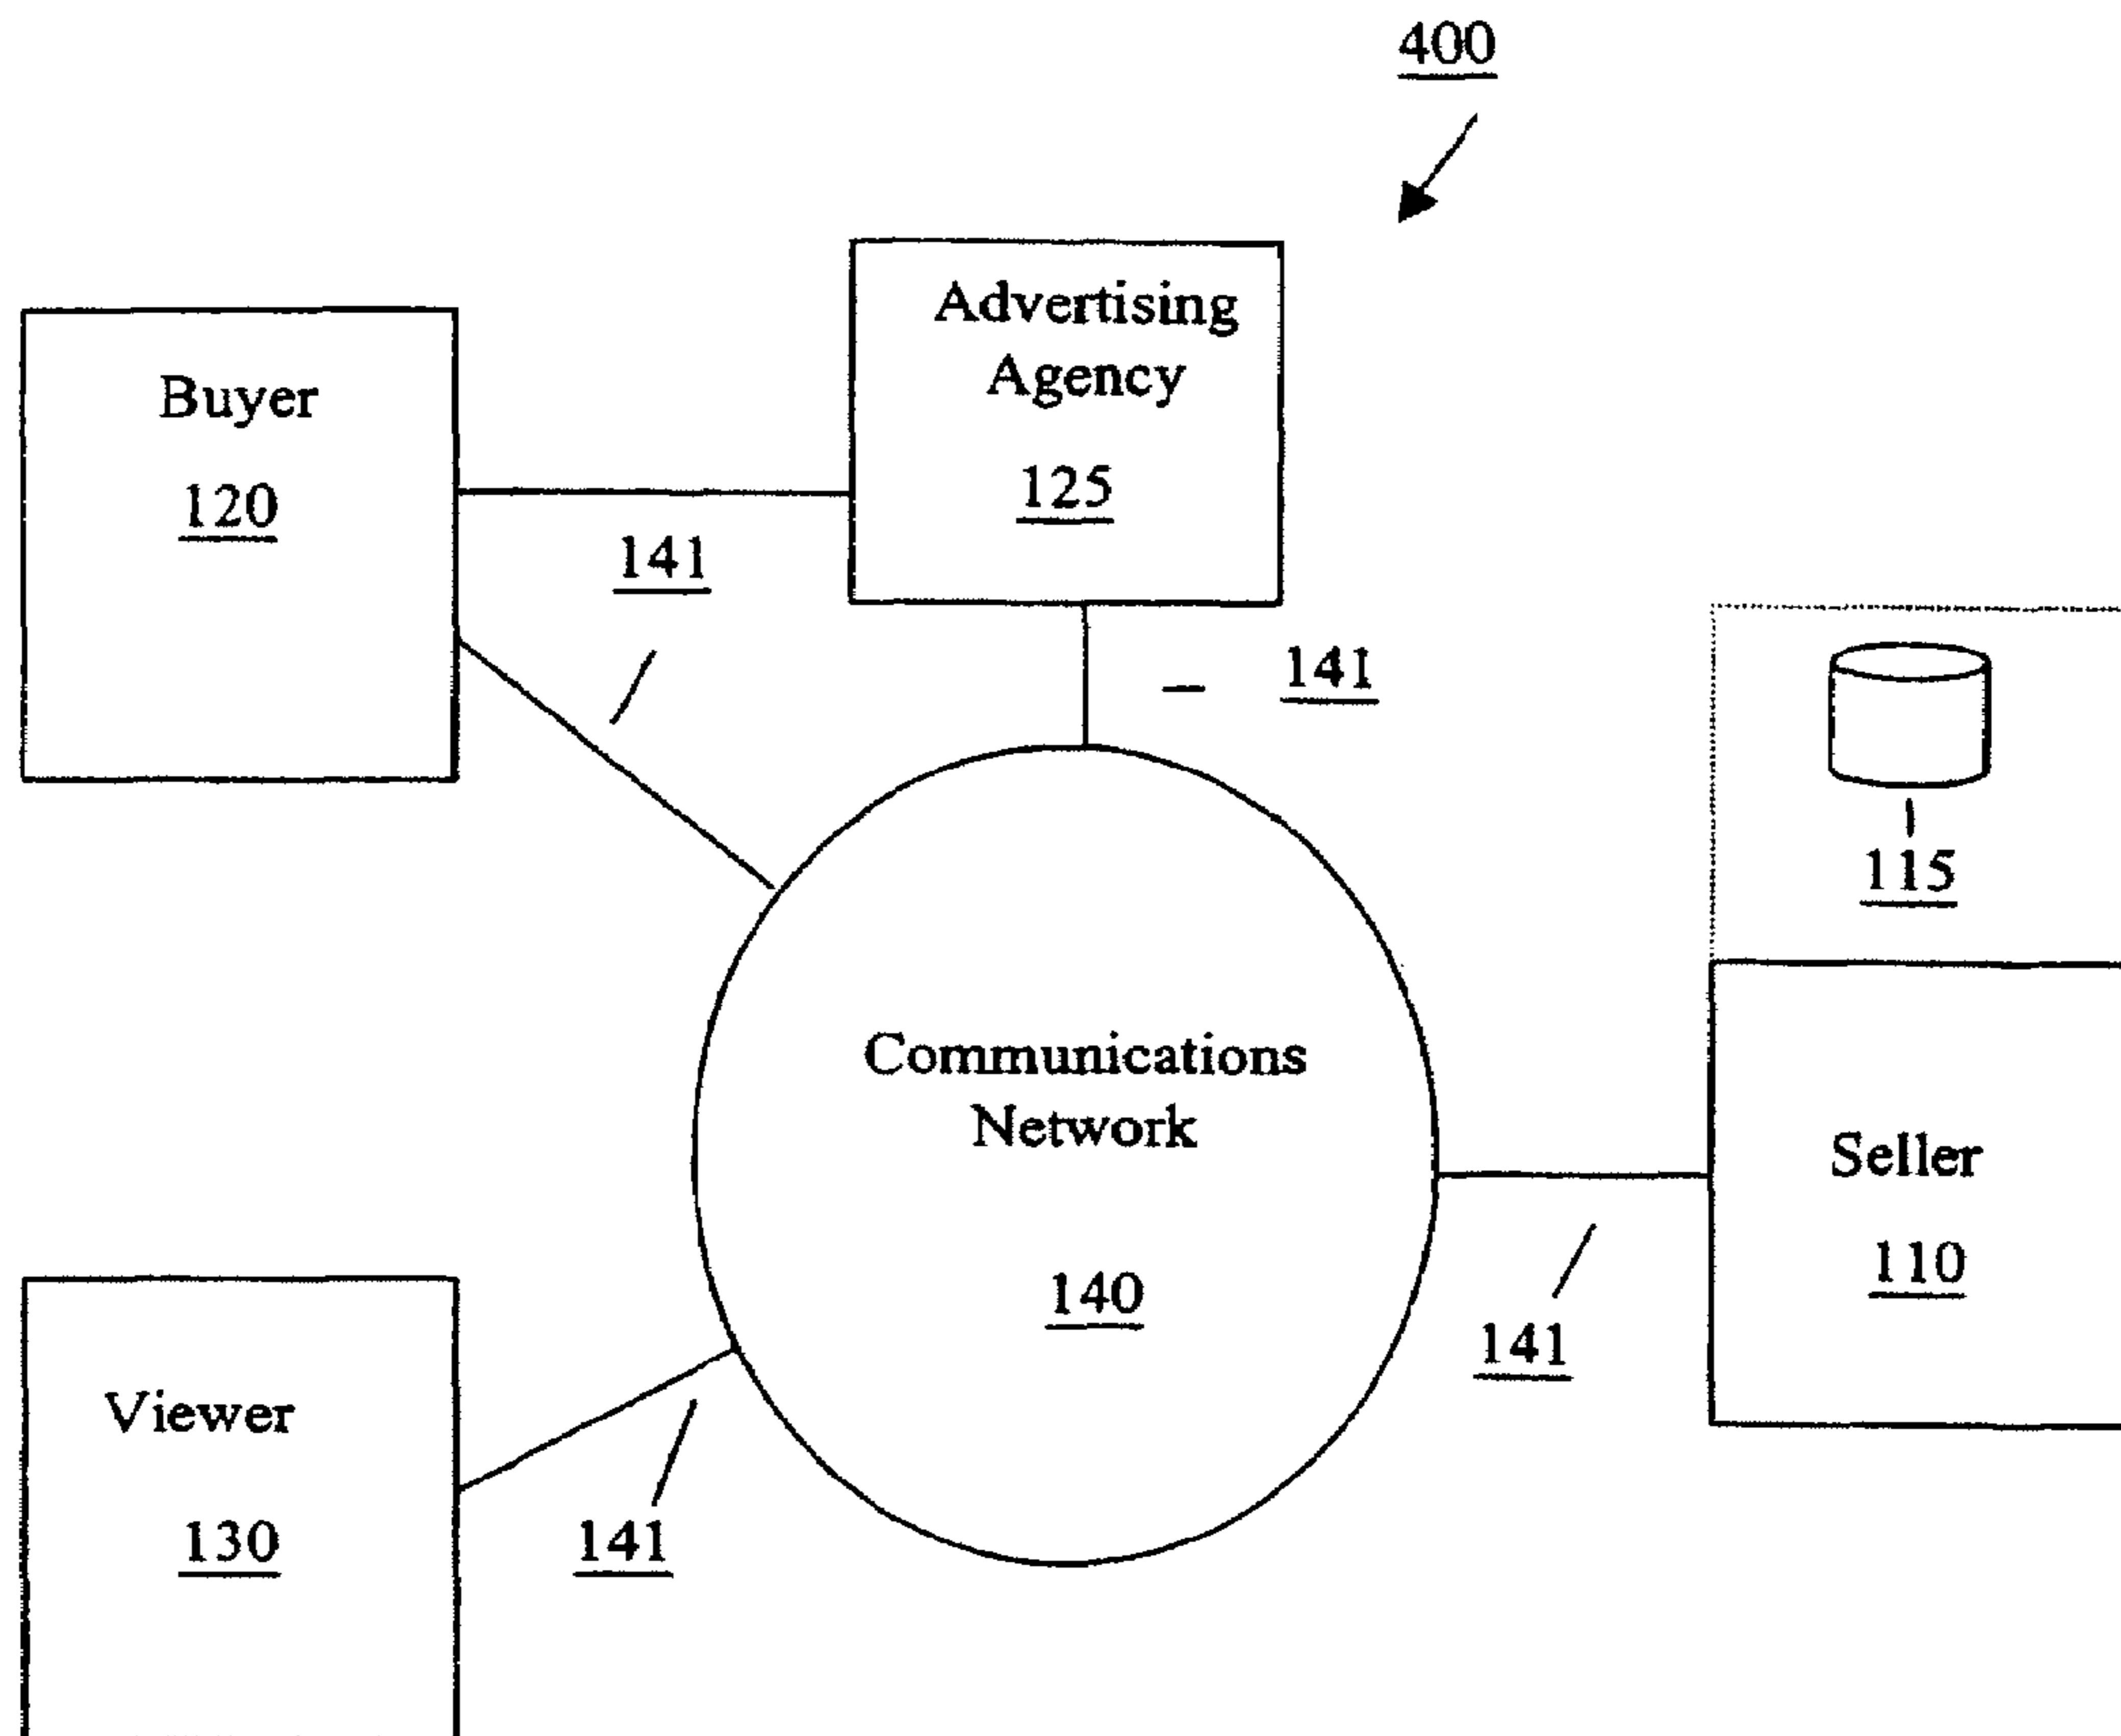 400
Advertising
Agency
125
Buyer
120
141
141
115
Communications
Network
140
Seller
110
141
Viewer
130
141